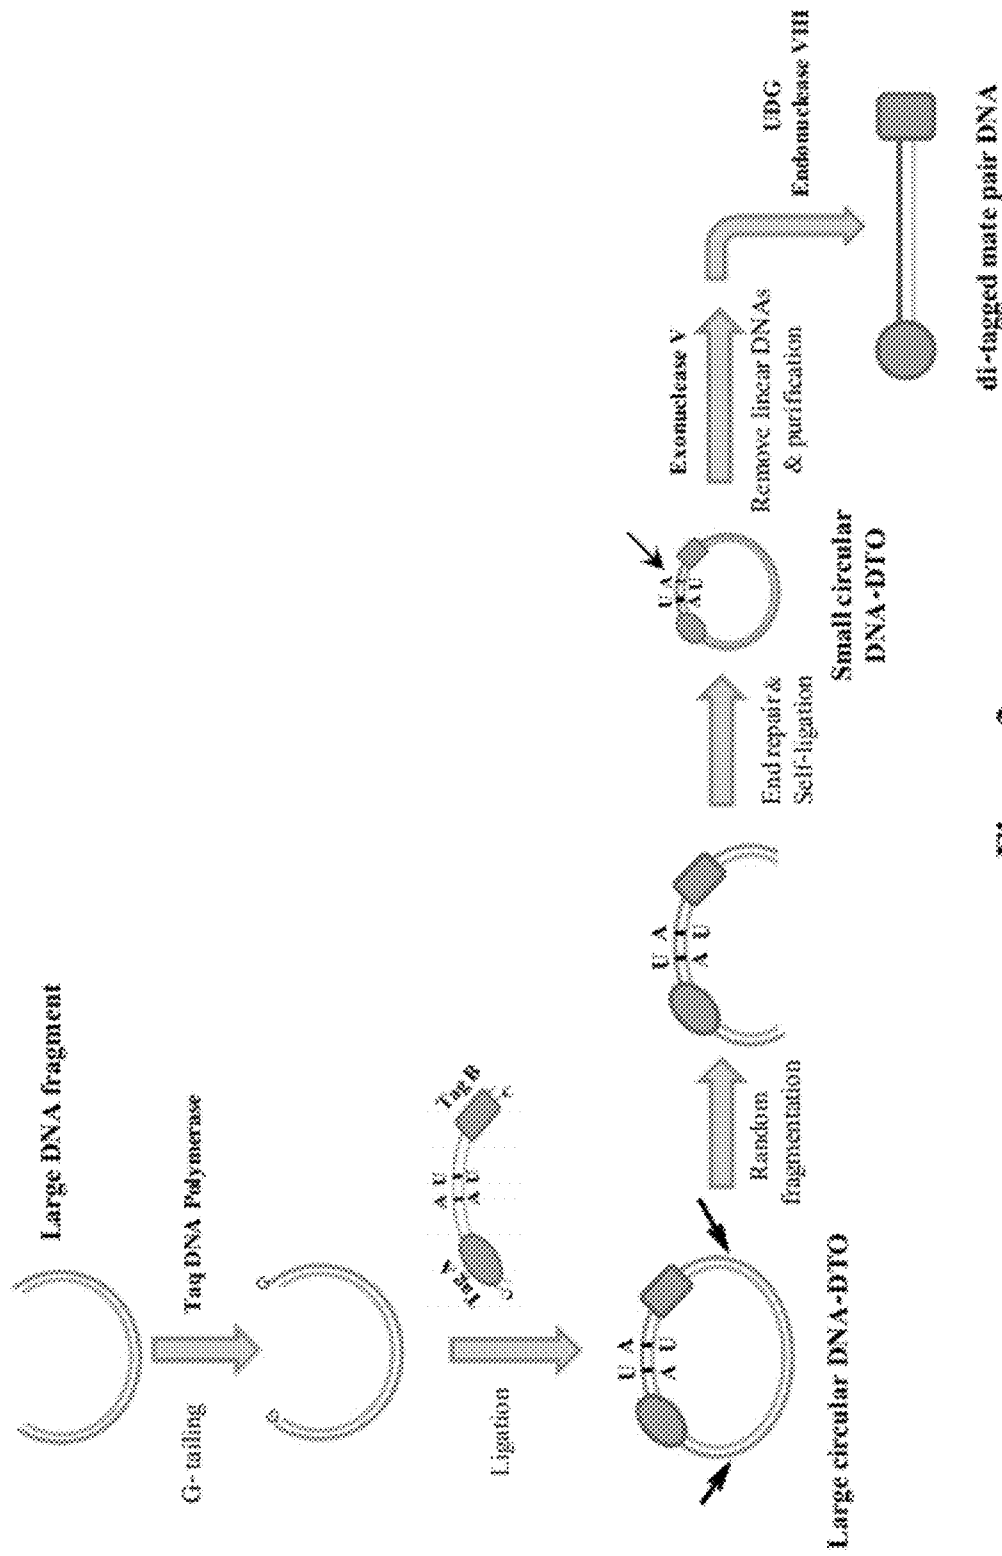 Large DNA fragment
G- tailing
Taq DNA Polymerase
G
G
Ligation
Tag A
A U
A U
Tag B
C
C
U A
A U
Large circular DNA-DTO
Random
fragmentation
U A
A U
End repair &
Self-ligation
U A
A U
Small circular
DNA-DTO
Exonuclease V
Remove linear DNAs
& purification
UDG
Endonuclease VIII
di-tagged mate pair DNA